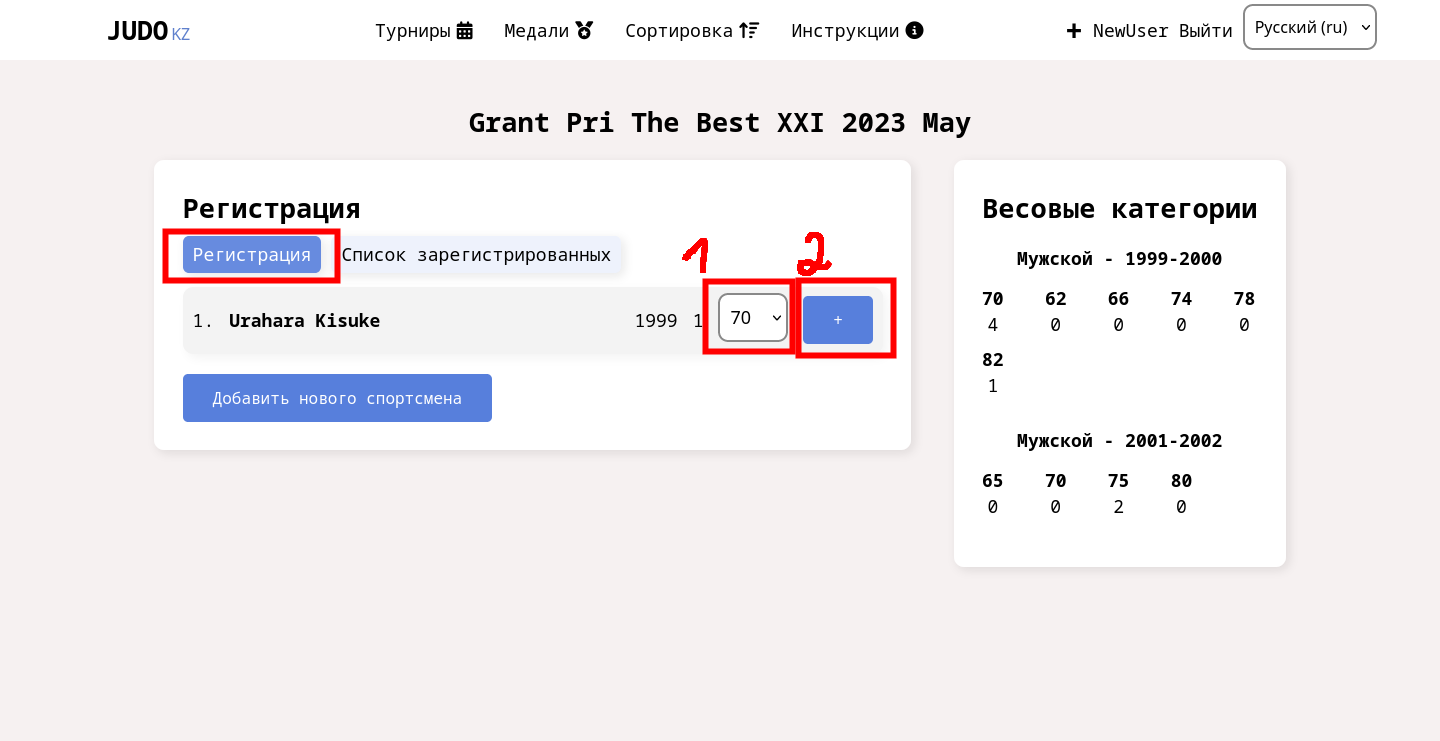 JUDO KZ Турниры Медали Сортировка Инструкции + NewUser Выйти Русский (ru)
Grant Pri The Best XXI 2023 May
Регистрация
Регистрация Список зарегистрированных
1 2
1. Urahara Kisuke 1999 1 70 +
Добавить нового спортсмена
Весовые категории
Мужской - 1999-2000
70 62 66 74 78
4 0 0 0 0
82
1
Мужской - 2001-2002
65 70 75 80
0 0 2 0